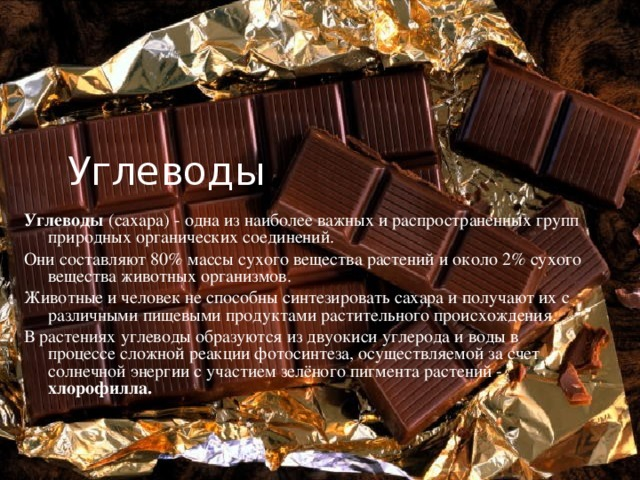 Углеводы
Углеводы (сахара) - одна из наиболее важных и распространённых групп
природных органических соединений.
Они составляют 80% массы сухого вещества растений и около 2% сухого
вещества животных организмов.
Животные и человек не способны синтезировать сахара и получают их с
различными пищевыми продуктами растительного происхождения.
В растениях углеводы образуются из двуокиси углерода и воды в
процессе сложной реакции фотосинтеза, осуществляемой за счет
солнечной энергии с участием зелёного пигмента растений -
хлорофилла.